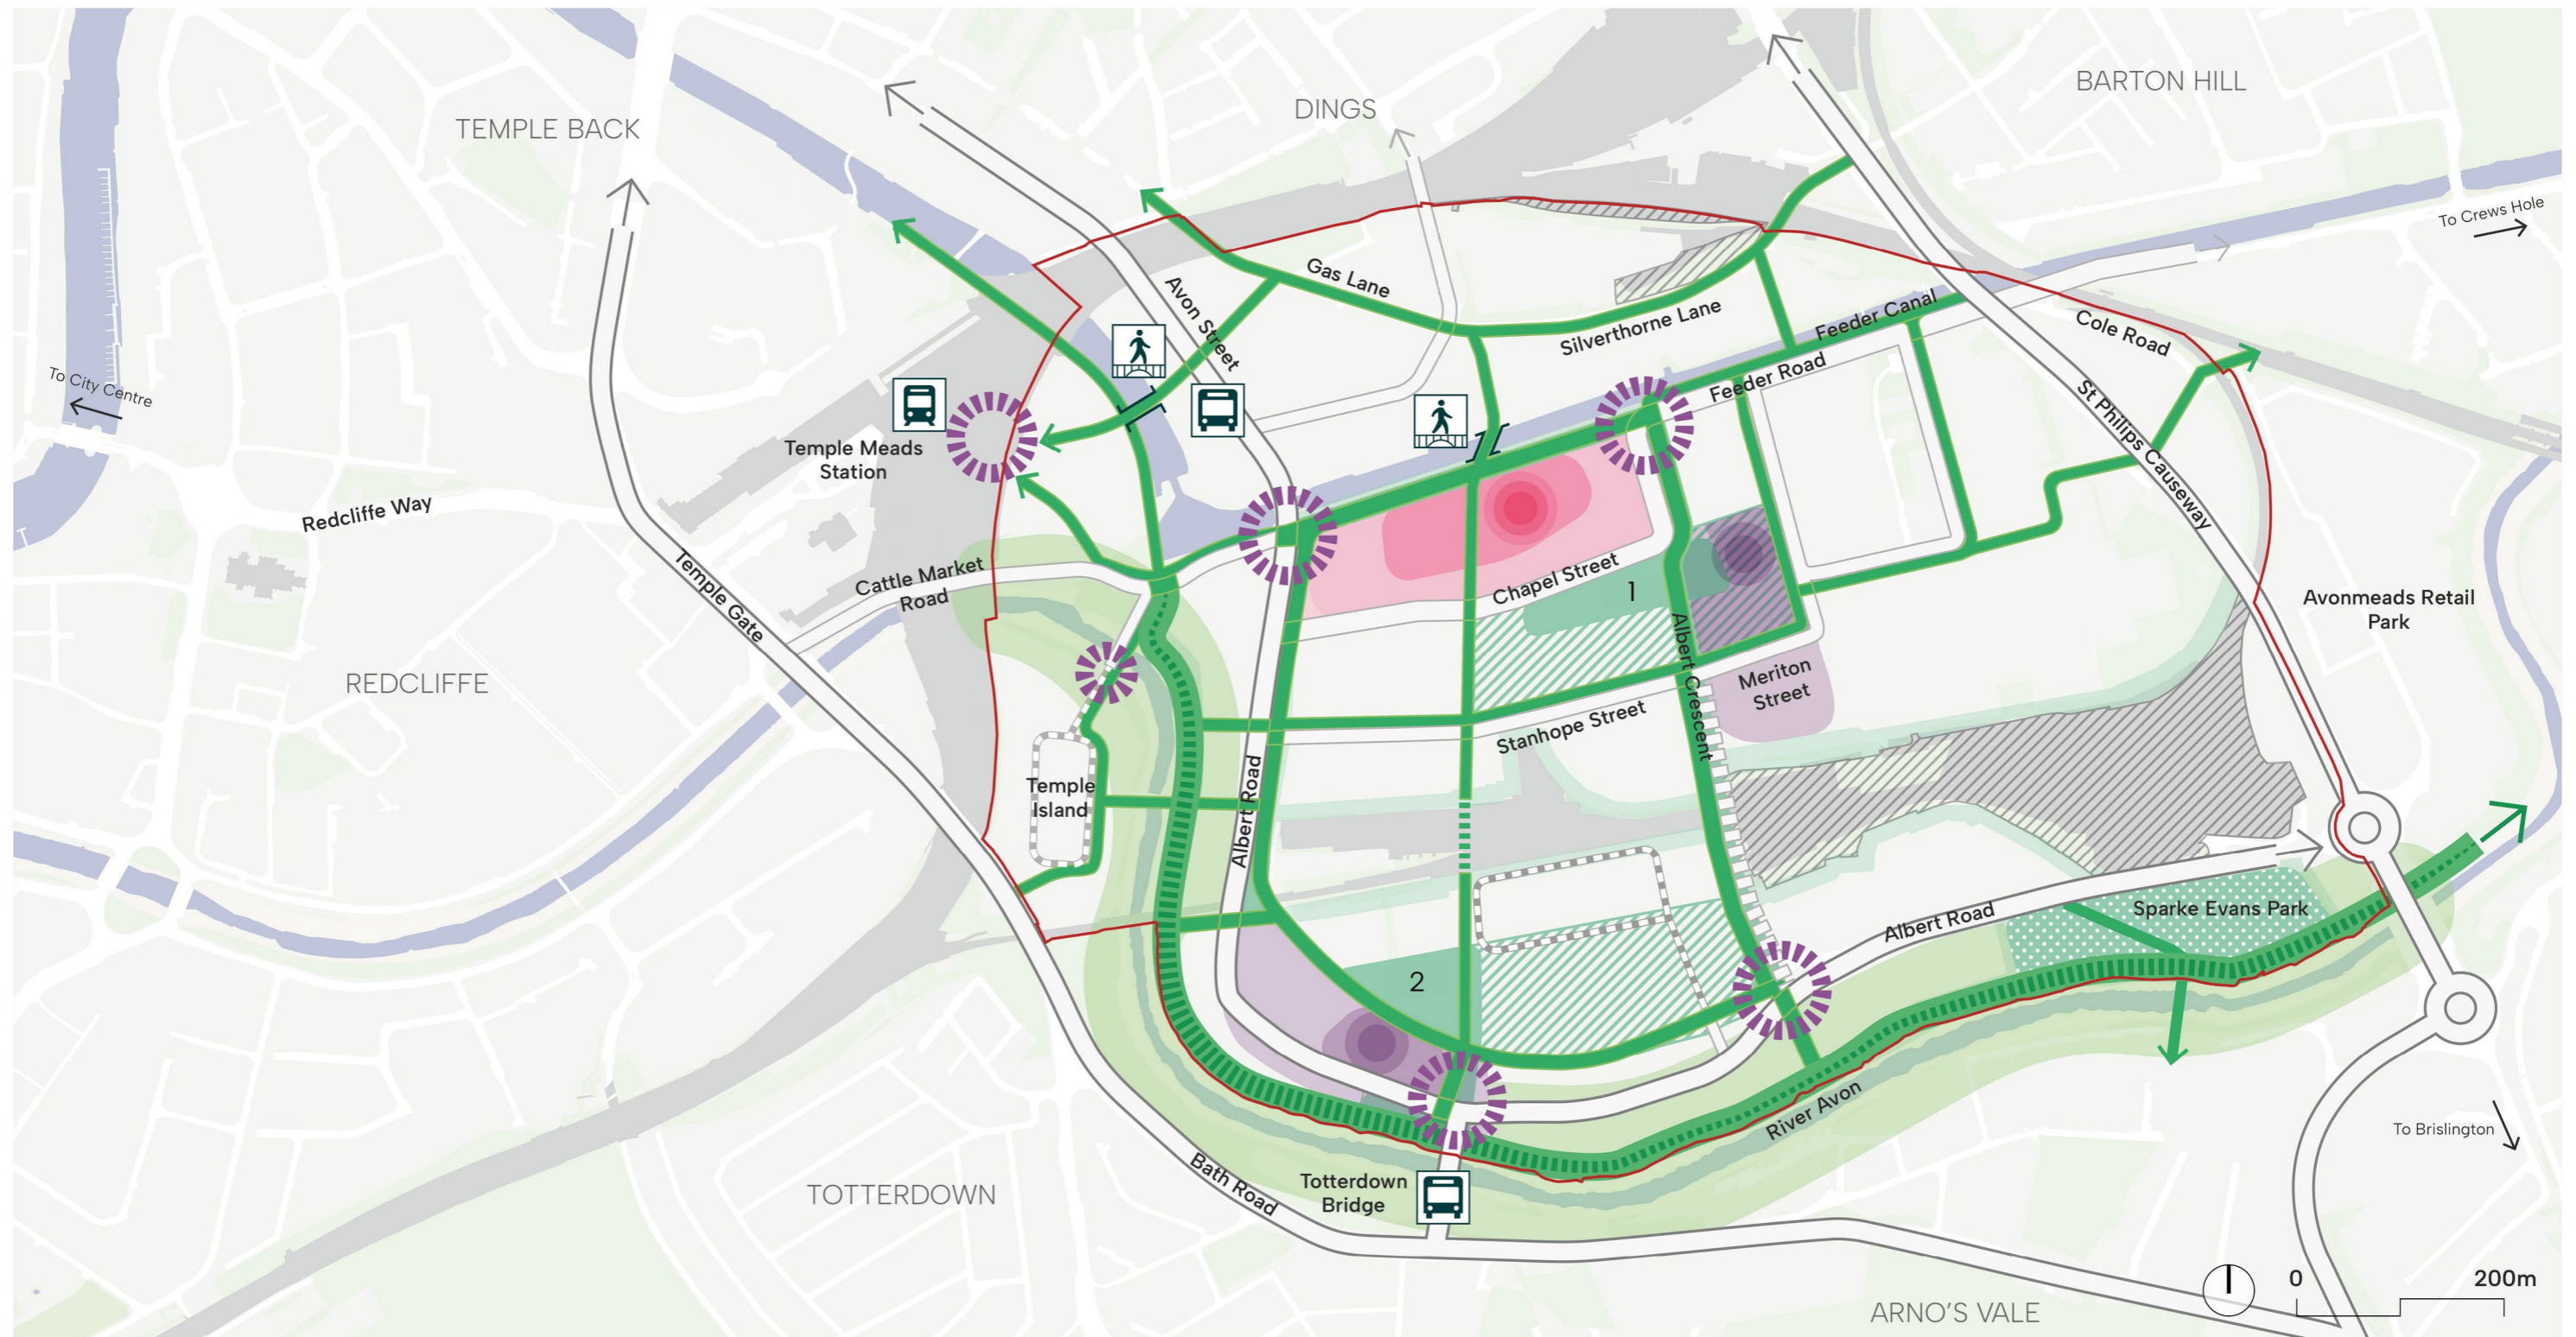 BARTON HILL
DINGS
TEMPLE BACK
To Crews Hole
Gas Lane
Avon Street
Silverthorne Lane
Feeder Canal
Cole Road
Feeder Road
To City Centre
St Philips Causeway
Temple Meads
Station
Redcliffe Way
Temple Gate
Cattle Market
Road
Chapel Street
1
Avonmeads Retail
Park
REDCLIFFE
Albert Crescent
Meriton
Street
Stanhope Street
Temple
Island
Albert Road
Sparke Evans Park
Albert Road
2
River Avon
To Brislington
Bath Road
Totterdown
Bridge
TOTTERDOWN
0
200m
ARNO'S VALE